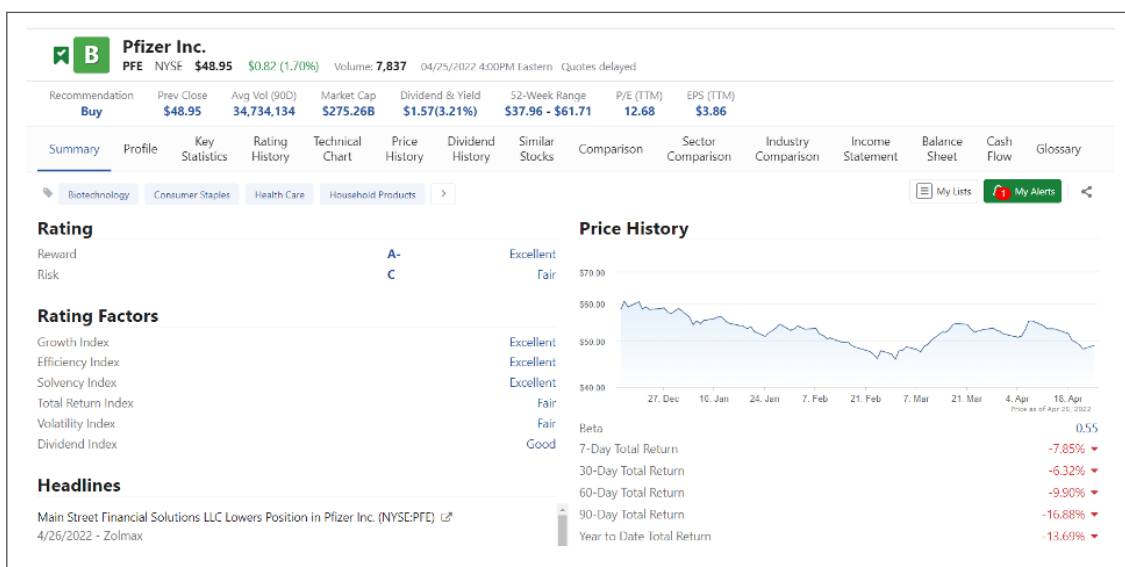 B
Pfizer Inc.
PFE NYSE $48.95 $0.82 (1.70%) Volume: 7,837 04/25/2022 4:00PM Eastern Quotes delayed
Recommendation Prev Close Avg Vol (90D) Market Cap Dividend & Yield 52-Week Range P/E (TTM) EPS (TTM)
Buy $48.95 34,734,134 $275.26B $1.57(3.21%) $37.96 - $61.71 12.68 $3.86
Summary Profile Key Statistics Rating History Technical Chart Price History Dividend History Similar Stocks Comparison Sector Comparison Industry Comparison Income Statement Balance Sheet Cash Flow Glossary
Biotechnology Consumer Staples Health Care Household Products > My Lists 1 My Alerts
Rating
Reward A- Excellent
Risk C Fair
Rating Factors
Growth Index Excellent
Efficiency Index Excellent
Solvency Index Excellent
Total Return Index Fair
Volatility Index Fair
Dividend Index Good
Headlines
Main Street Financial Solutions LLC Lowers Position in Pfizer Inc. (NYSE:PFE)
4/26/2022 - Zolmax
Price History
$70.00
$60.00
$50.00
$40.00
27. Dec 10. Jan 24. Jan 7. Feb 21. Feb 7. Mar 21. Mar 4. Apr 18. Apr
Price as of Apr 25, 2022
Beta 0.55
7-Day Total Return -7.85%
30-Day Total Return -6.32%
60-Day Total Return -9.90%
90-Day Total Return -16.88%
Year to Date Total Return -13.69%